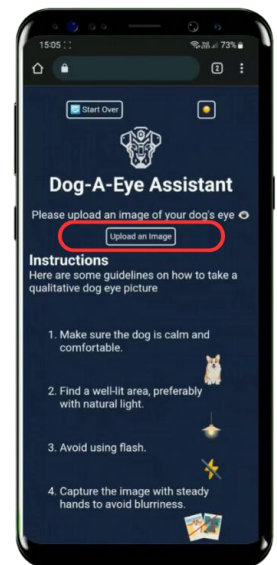 15:05
73%
2
Start Over
Dog-A-Eye Assistant
Please upload an image of your dog's eye
Upload an Image
Instructions
Here are some guidelines on how to take a
qualitative dog eye picture
1. Make sure the dog is calm and
comfortable.
2. Find a well-lit area, preferably
with natural light.
3. Avoid using flash.
4. Capture the image with steady
hands to avoid blurriness.